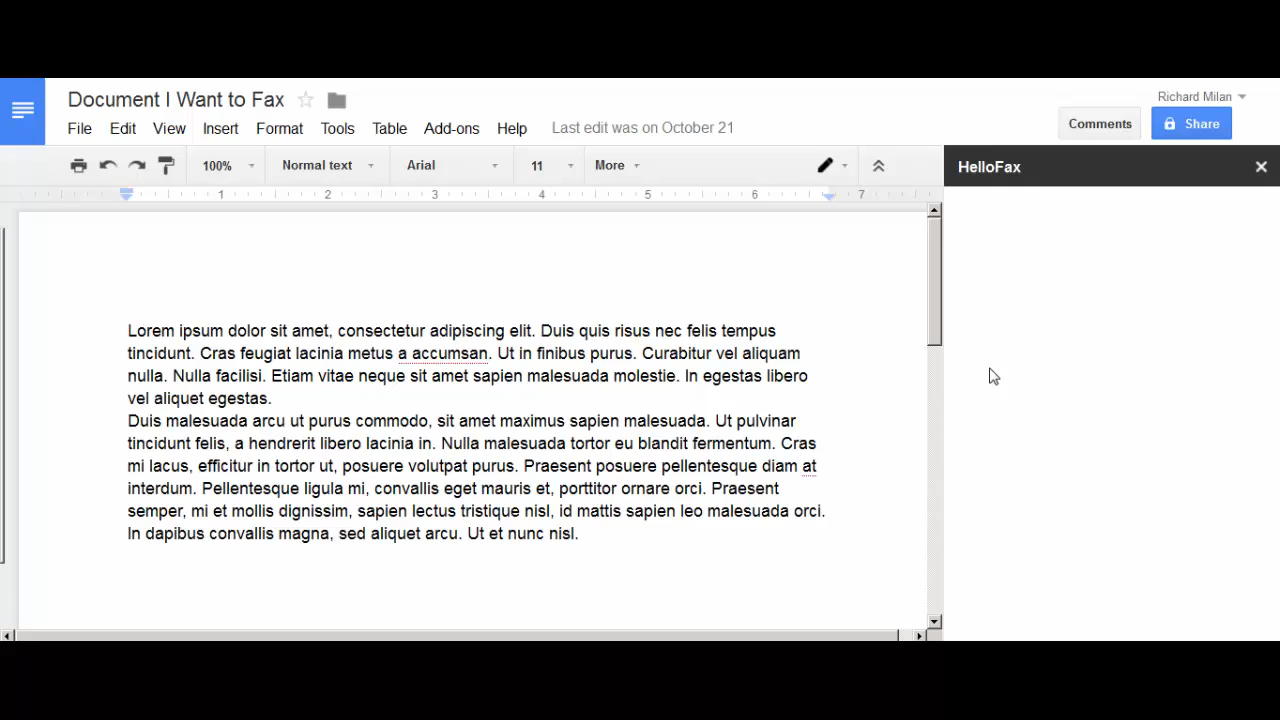 Document I Want to Fax
Richard Milan
File Edit View Insert Format Tools Table Add-ons Help Last edit was on October 21
Comments Share
100% Normal text Arial 11 More
HelloFax
1 2 3 4 5 6 7
Lorem ipsum dolor sit amet, consectetur adipiscing elit. Duis quis risus nec felis tempus
tincidunt. Cras feugiat lacinia metus a accumsan. Ut in finibus purus. Curabitur vel aliquam
nulla. Nulla facilisi. Etiam vitae neque sit amet sapien malesuada molestie. In egestas libero
vel aliquet egestas.
Duis malesuada arcu ut purus commodo, sit amet maximus sapien malesuada. Ut pulvinar
tincidunt felis, a hendrerit libero lacinia in. Nulla malesuada tortor eu blandit fermentum. Cras
mi lacus, efficitur in tortor ut, posuere volutpat purus. Praesent posuere pellentesque diam at
interdum. Pellentesque ligula mi, convallis eget mauris et, porttitor ornare orci. Praesent
semper, mi et mollis dignissim, sapien lectus tristique nisl, id mattis sapien leo malesuada orci.
In dapibus convallis magna, sed aliquet arcu. Ut et nunc nisl.